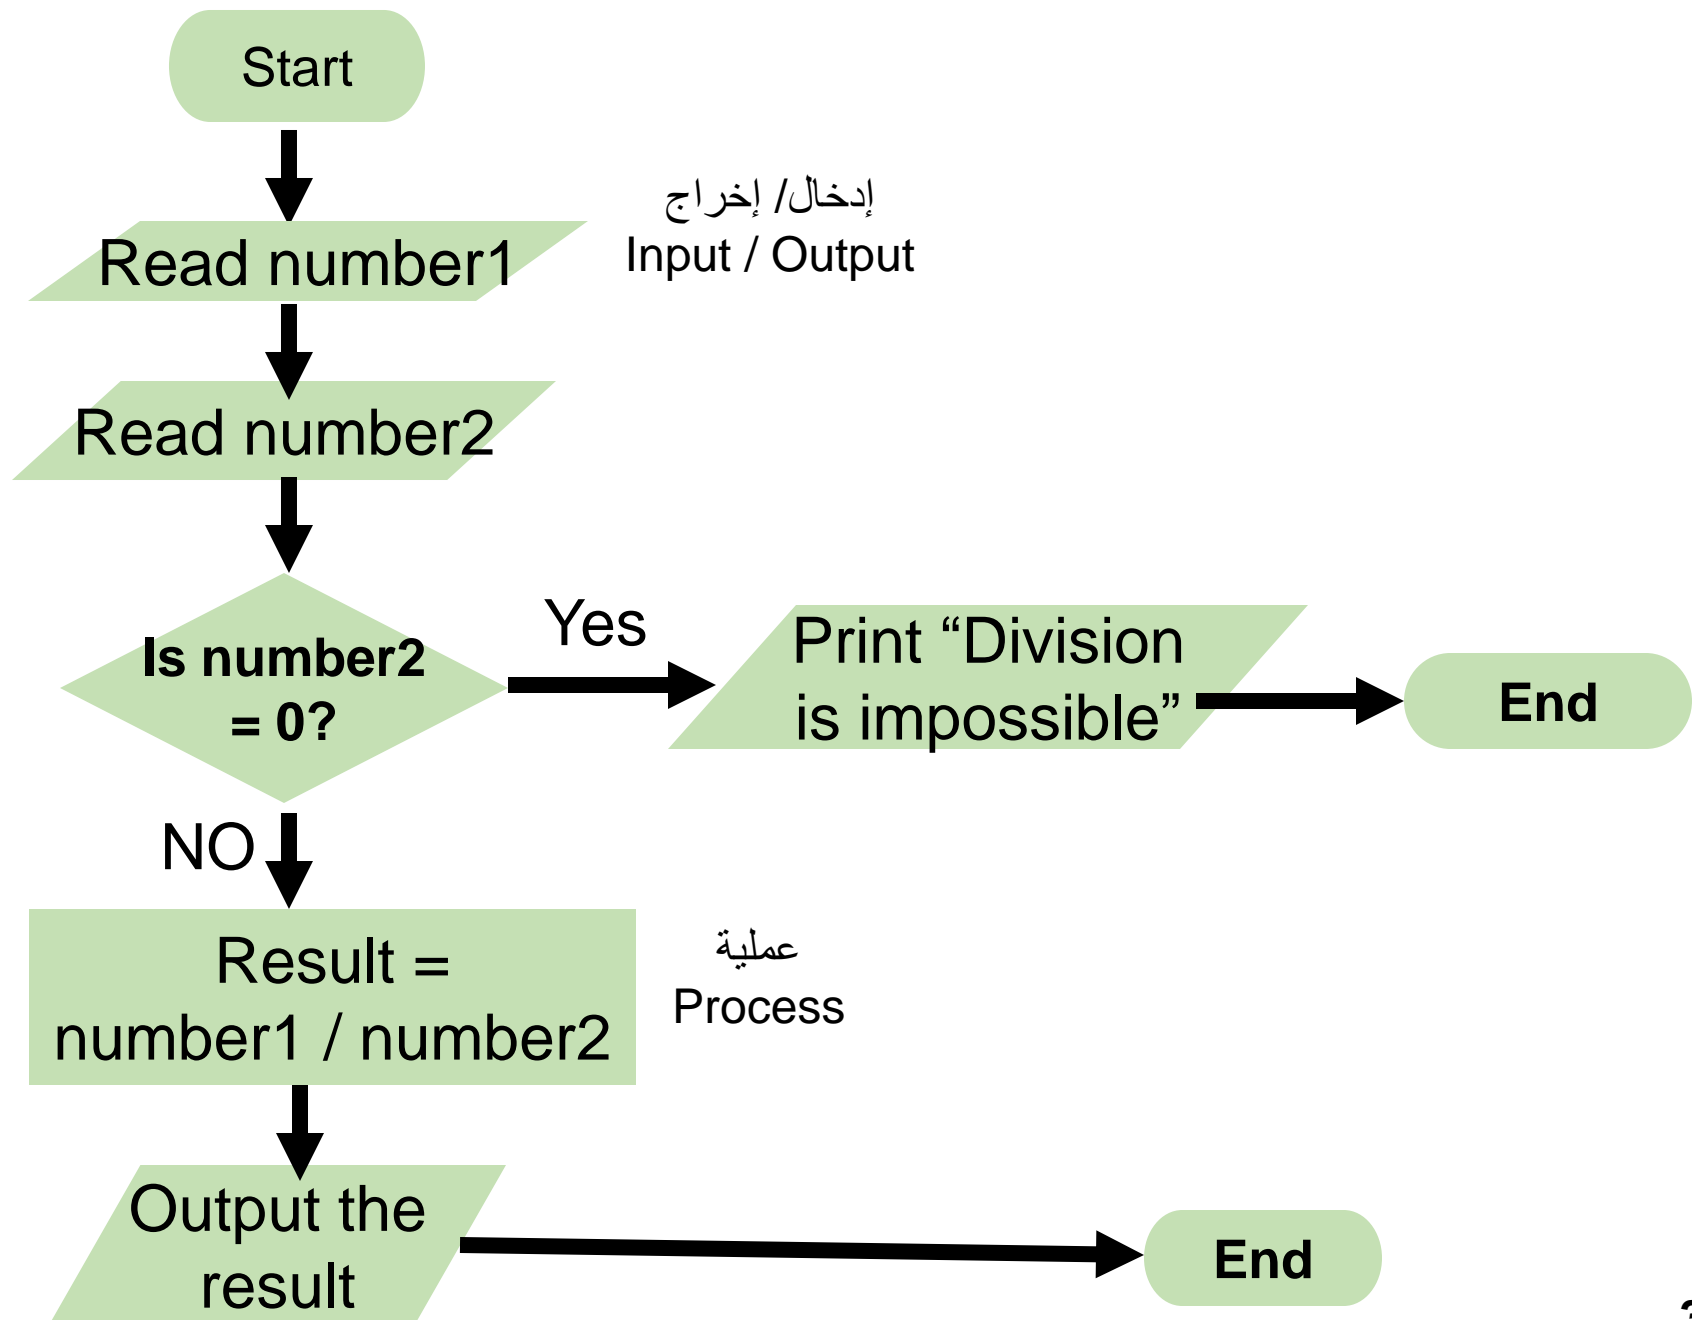 Start
إدخال/ إخراج
Input / Output
Read number1
Read number2
Is number2
= 0?
Yes
Print “Division
is impossible”
End
NO
Result =
number1 / number2
عملية
Process
Output the
result
End